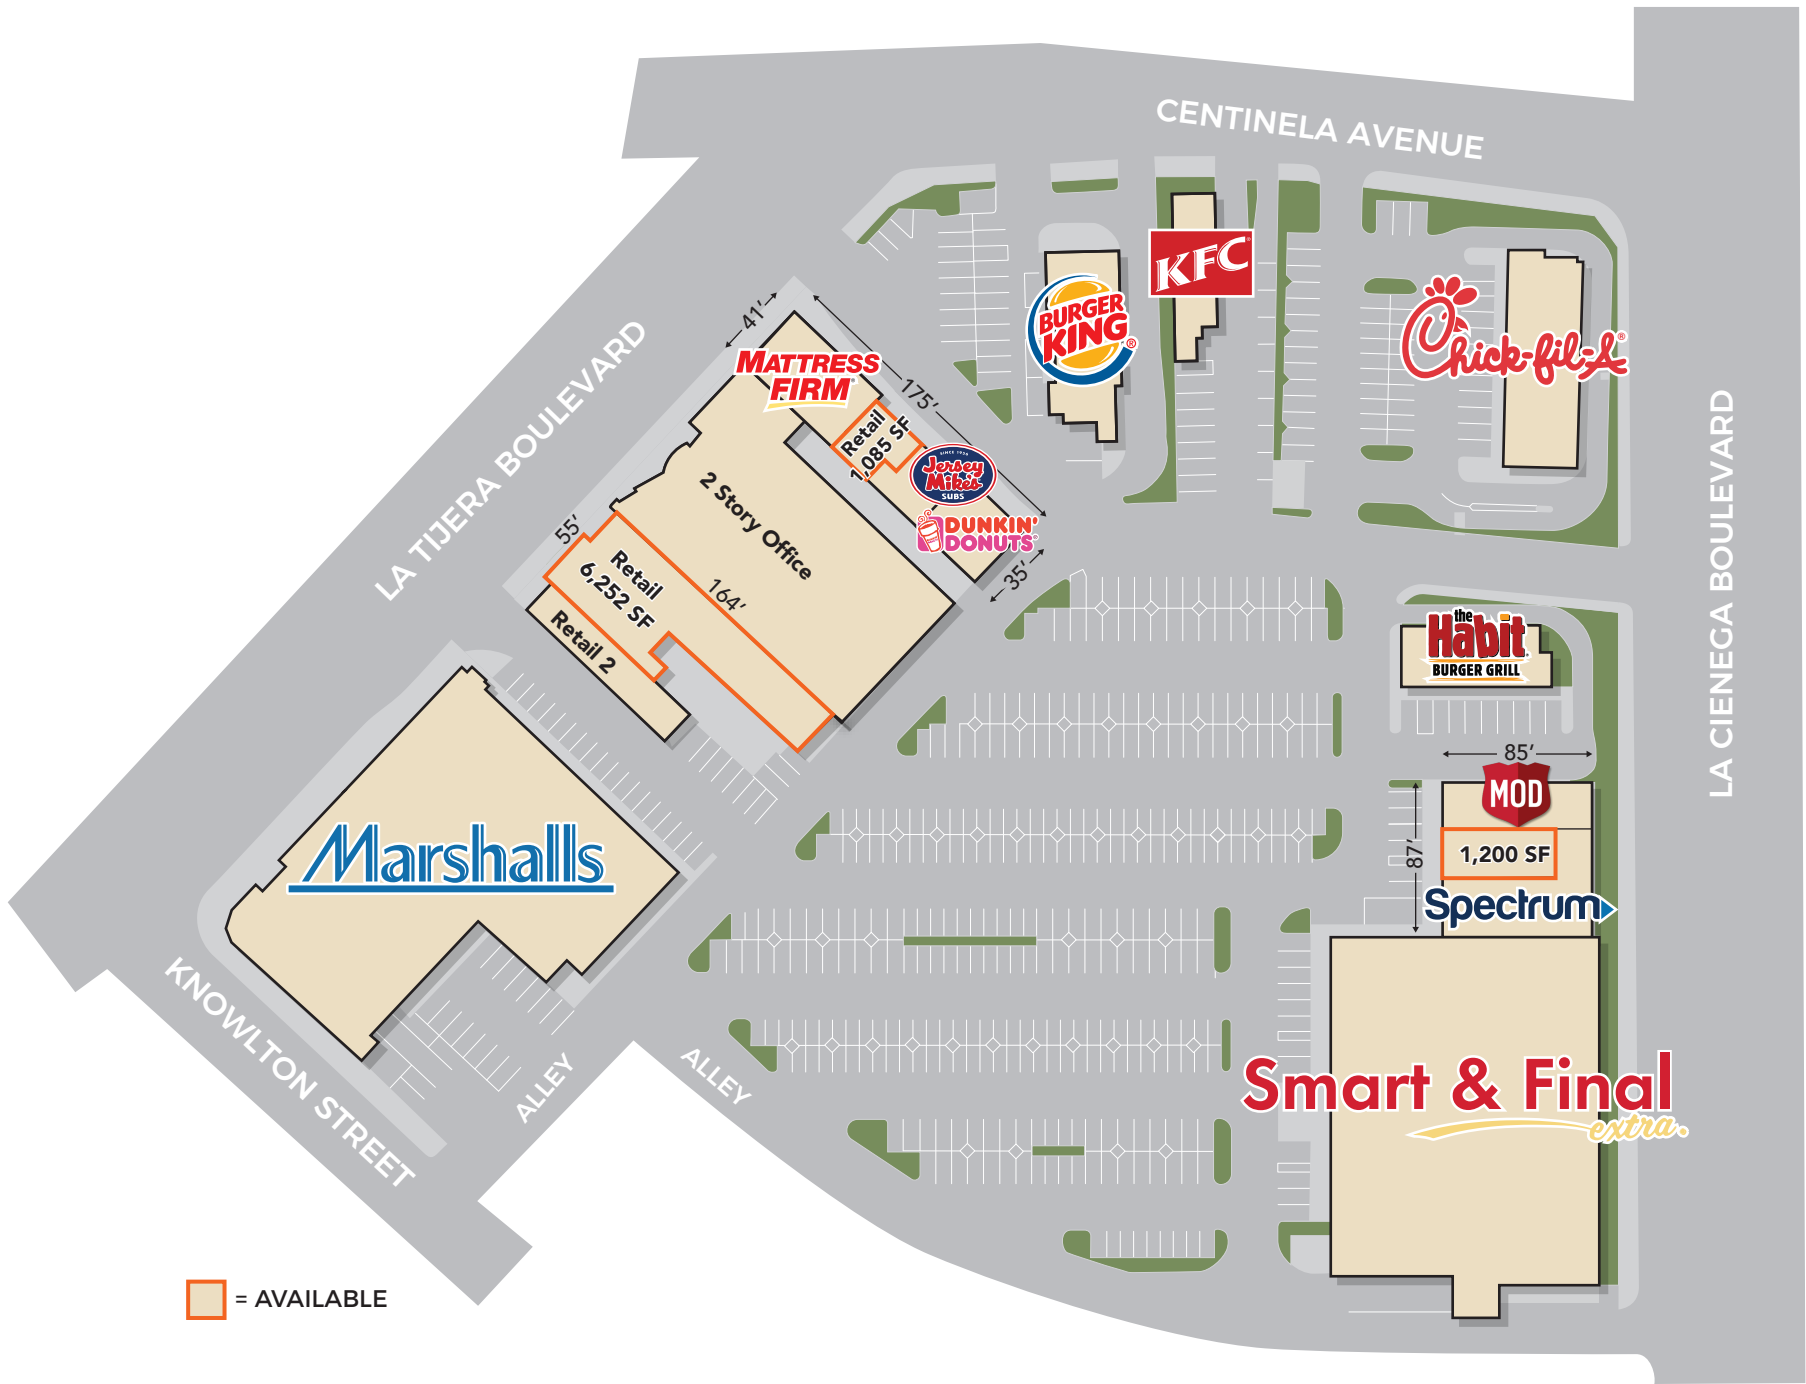 CENTINELA AVENUE
KFC®
BURGER
KING®
Chick-fil-A®
41'
MATTRESS
FIRM
175'
Retail
1,085 SF
SINCE 1956
Jersey
Mike's
SUBS
DUNKIN'
DONUTS
35'
LA TIJERA BOULEVARD
2 Story Office
55'
Retail
6,252 SF
164'
Retail 2
LA CIENEGA BOULEVARD
the
Habit
BURGER GRILL
85'
MOD
87'
1,200 SF
Spectrum
Marshalls
KNOWLTON STREET
ALLEY
ALLEY
Smart & Final
extra.
= AVAILABLE